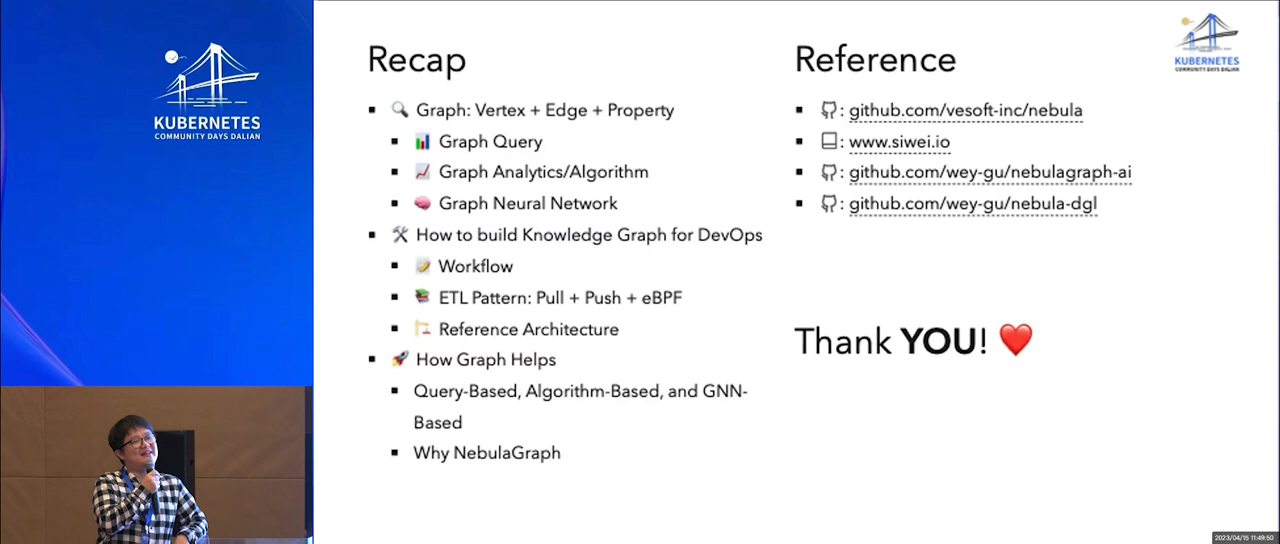 KUBERNETES
COMMUNITY DAYS DALIAN
Recap
Graph: Vertex + Edge + Property
Graph Query
Graph Analytics/Algorithm
Graph Neural Network
How to build Knowledge Graph for DevOps
Workflow
ETL Pattern: Pull + Push + eBPF
Reference Architecture
How Graph Helps
Query-Based, Algorithm-Based, and GNN-
Based
Why NebulaGraph
Reference
: github.com/vesoft-inc/nebula
: www.siwei.io
: github.com/wey-gu/nebulagraph-ai
: github.com/wey-gu/nebula-dgl
Thank YOU! ❤️
KUBERNETES
COMMUNITY DAYS DALIAN
2023/04/15 11:49:50